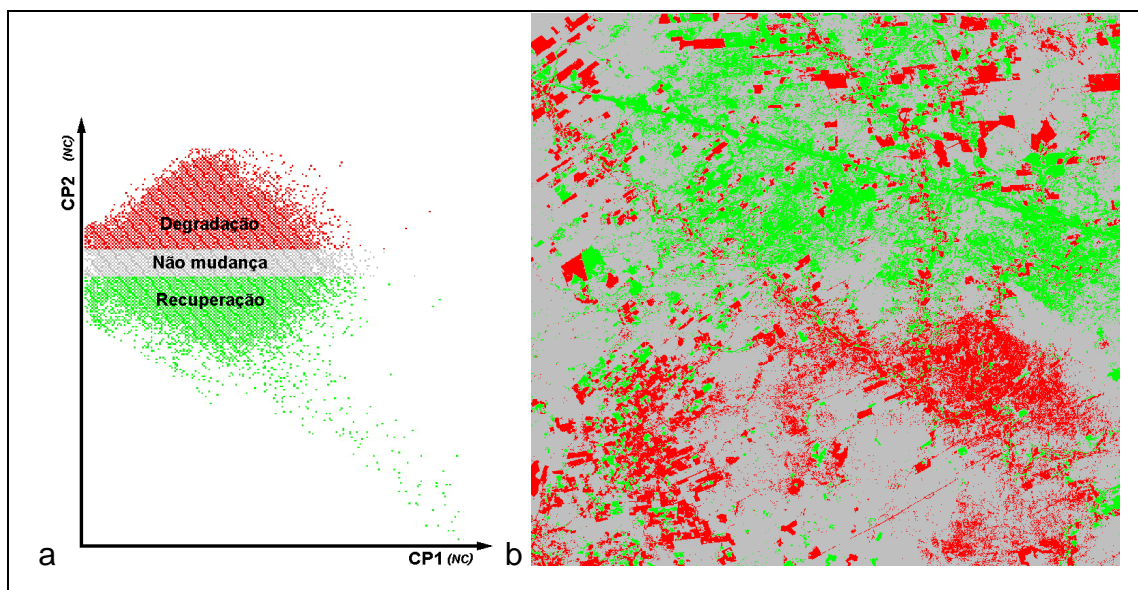 CP2 (NC)
Degradação
Não mudança
Recuperação
a
CP1 (NC)
b